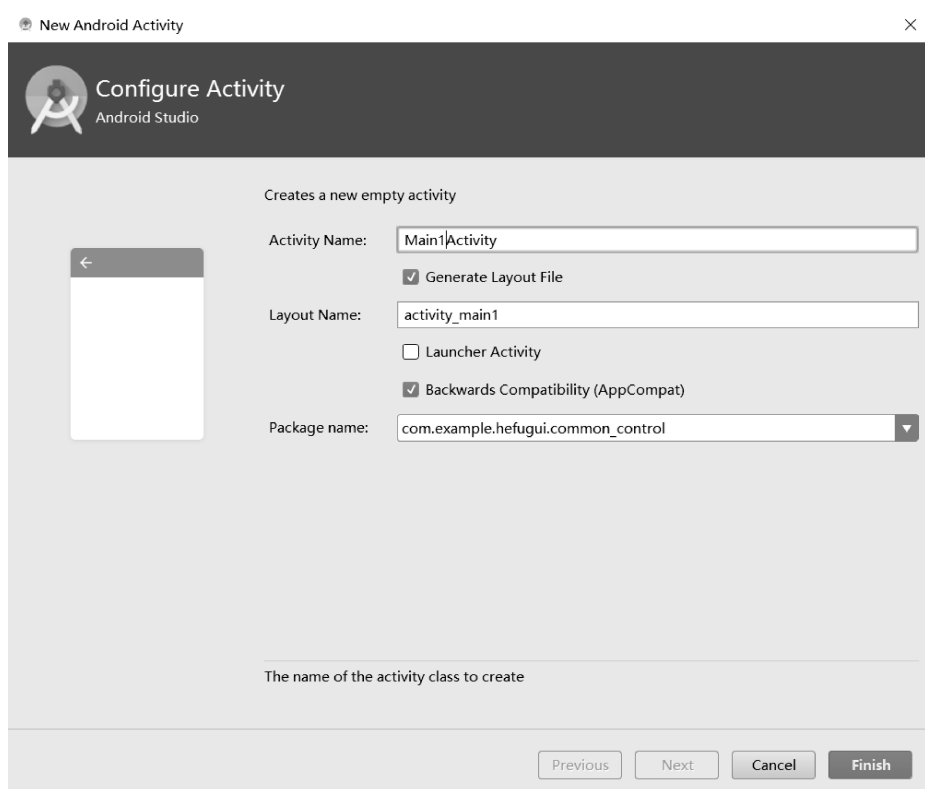 New Android Activity
Configure Activity
Android Studio
Creates a new empty activity
Activity Name: Main1Activity
Generate Layout File
Layout Name: activity_main1
Launcher Activity
Backwards Compatibility (AppCompat)
Package name: com.example.hefugui.common_control
The name of the activity class to create
Previous Next Cancel Finish